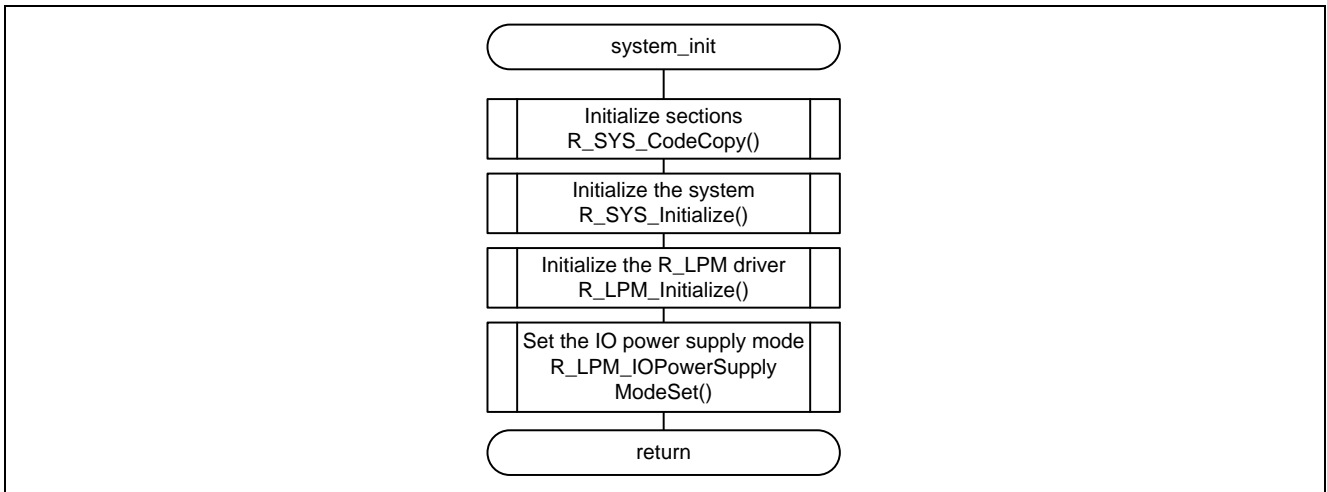 system_init
Initialize sections
R_SYS_CodeCopy()
Initialize the system
R_SYS_Initialize()
Initialize the R_LPM driver
R_LPM_Initialize()
Set the IO power supply mode
R_LPM_IOPowerSupply
ModeSet()
return